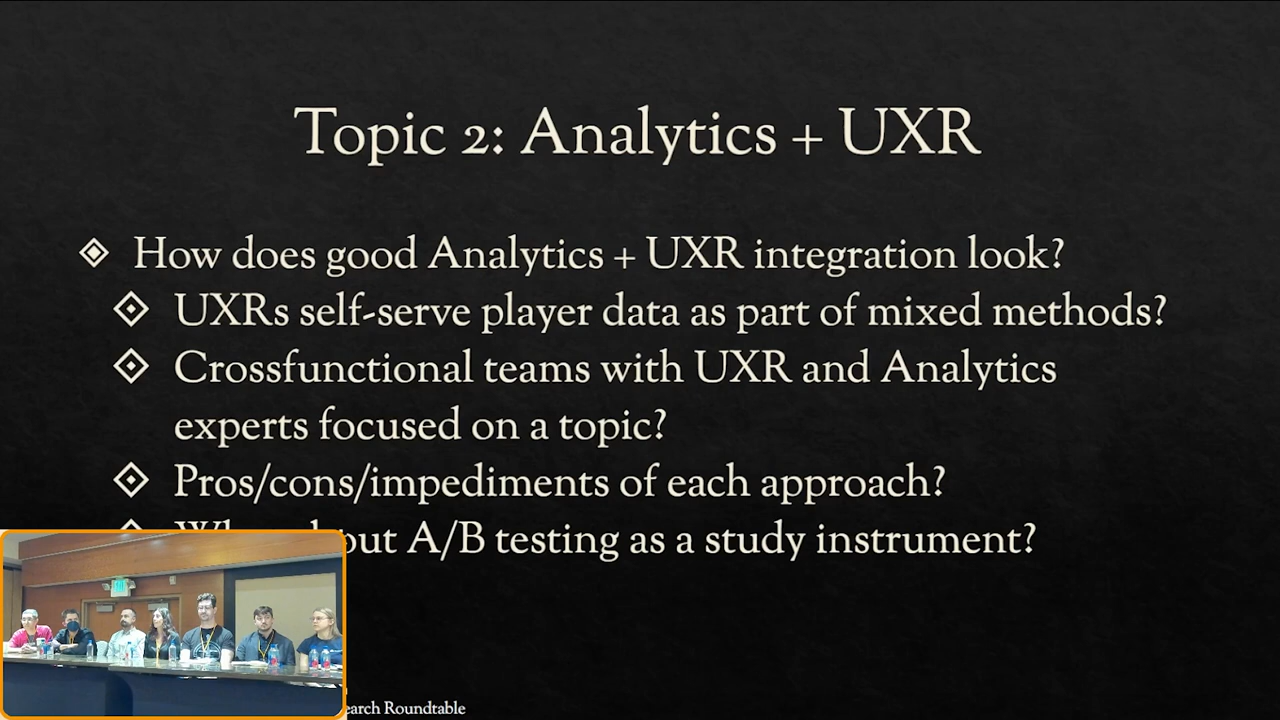 Topic 2: Analytics + UXR
How does good Analytics + UXR integration look?
UXRs self-serve player data as part of mixed methods?
Crossfunctional teams with UXR and Analytics
experts focused on a topic?
Pros/cons/impediments of each approach?
A/B testing as a study instrument?
Roundtable